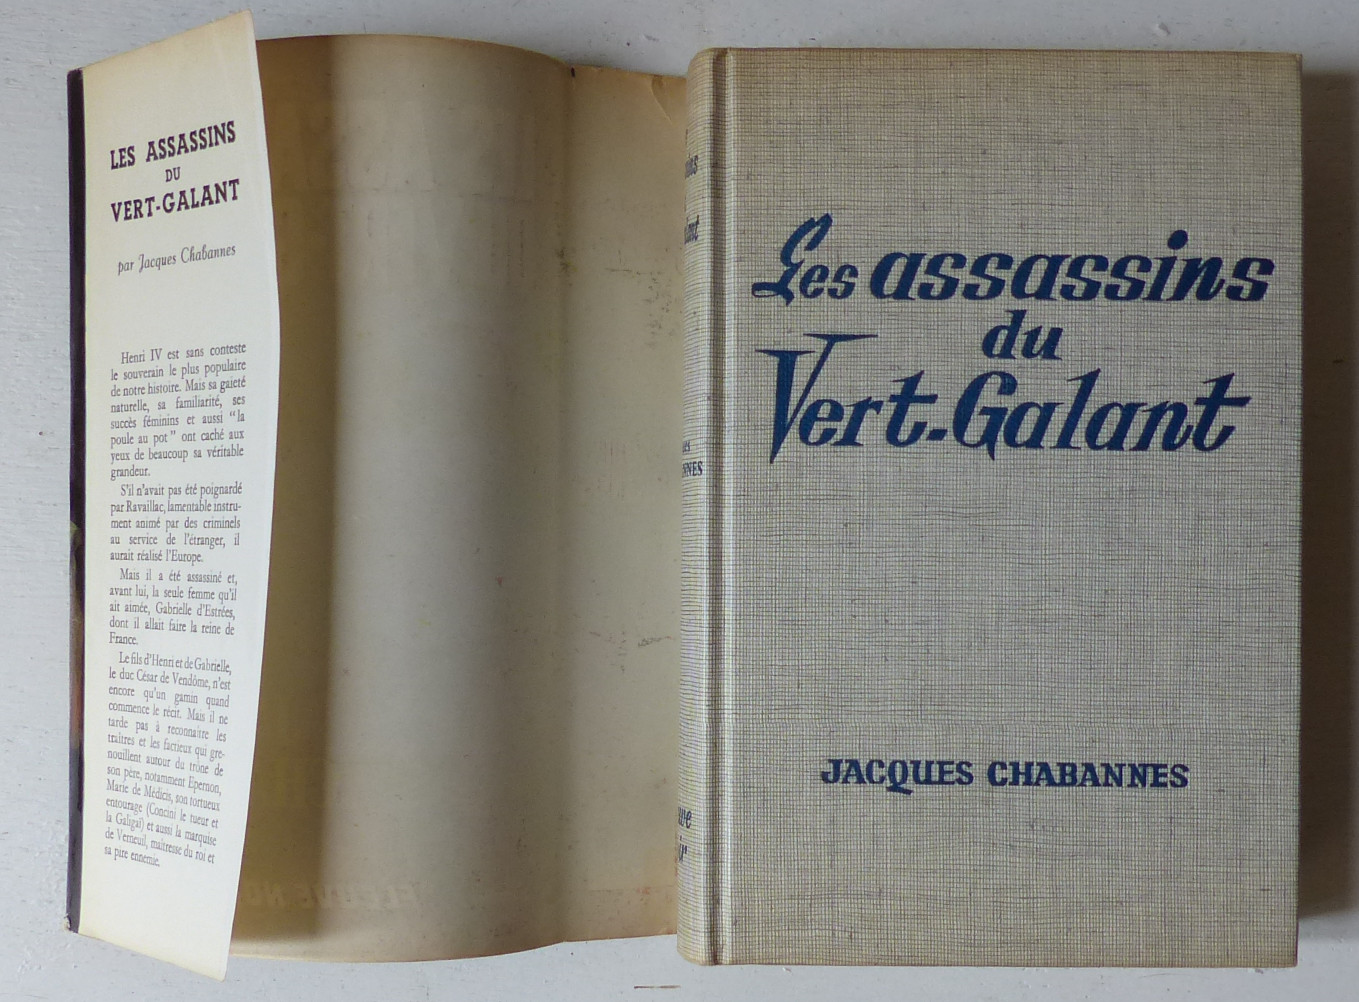 LES ASSASSINS
DU
VERT-GALANT
par Jacques Chabannes
Henri IV est sans conteste
le souverain le plus populaire
de notre histoire. Mais sa gaieté
naturelle, sa familiarité, ses
succès féminins et aussi "la
poule au pot" ont caché aux
yeux de beaucoup sa véritable
grandeur.
S'il n'avait pas été poignardé
par Ravaillac, lamentable instru-
ment animé par des criminels
au service de l'étranger, il
aurait réalisé l'Europe.
Mais il a été assassiné et,
avant lui, la seule femme qu'il
ait aimée, Gabrielle d'Estrées,
dont il allait faire la reine de
France.
Le fils d'Henri et de Gabrielle,
le duc César de Vendôme, n'est
encore qu'un gamin quand
commence le récit. Mais il ne
tarde pas à reconnaître les
traîtres et les factieux qui gre-
nouillent autour du trône de
son père, notamment Epernon,
Marie de Médicis, son tortueux
entourage (Concini le tueur et
la Galigaï) et aussi la marquise
de Verneuil, maîtresse du roi et
sa pire ennemie.
Les assassins
du
Vert-Galant
JACQUES CHABANNES